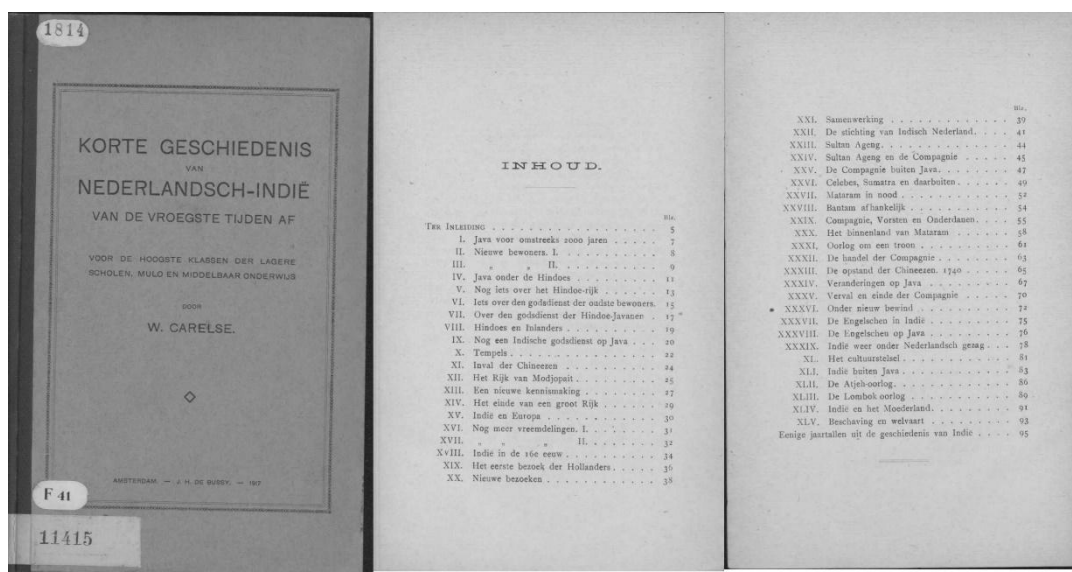 1814
KORTE GESCHIEDENIS
VAN
NEDERLANDSCH-INDIË
VAN DE VROEGSTE TIJDEN AF
VOOR DE HOOGSTE KLASSEN DER LAGERE
SCHOLEN, MULO EN MIDDELBAAR ONDERWIJS
DOOR
W. CARELSE.
AMSTERDAM. — J. H. DE BUSSY. — 1917
F 41
11415
INHOUD.
Blz.
TER INLEIDING . . . . . . . . . . . . . 5
I. Java voor omstreeks 2000 jaren . . . . . 7
II. Nieuwe bewoners. I. . . . . . . . . . 8
III. „ „ II. . . . . . . . . . 9
IV. Java onder de Hindoes . . . . . . . . 11
V. Nog iets over het Hindoe-rijk . . . . . 13
VI. Iets over den godsdienst der oudste bewoners. 15
VII. Over den godsdienst der Hindoe-Javanen . 17
VIII. Hindoes en Inlanders . . . . . . . . . 19
IX. Nog een Indische godsdienst op Java . . . 20
X. Tempels . . . . . . . . . . . . . . 22
XI. Inval der Chineezen . . . . . . . . . 24
XII. Het Rijk van Modjopait . . . . . . . . 25
XIII. Een nieuwe kennismaking . . . . . . . 27
XIV. Het einde van een groot Rijk . . . . . . 29
XV. Indië en Europa . . . . . . . . . . . 30
XVI. Nog meer vreemdelingen. I. . . . . . . 31
XVII. „ „ „ II. . . . . . . 32
XVIII. Indië in de 16e eeuw . . . . . . . . . 34
XIX. Het eerste bezoek der Hollanders . . . . . 36
XX. Nieuwe bezoeken . . . . . . . . . . . 38
Blz.
XXI. Samenwerking . . . . . . . . . . . . 39
XXII. De stichting van Indisch Nederland. . . . 41
XXIII. Sultan Ageng. . . . . . . . . . . . . 44
XXIV. Sultan Ageng en de Compagnie . . . . . 45
XXV. De Compagnie buiten Java. . . . . . . . 47
XXVI. Celebes, Sumatra en daarbuiten . . . . . . 49
XXVII. Mataram in nood . . . . . . . . . . . 52
XXVIII. Bantam afhankelijk . . . . . . . . . . 54
XXIX. Compagnie, Vorsten en Onderdanen. . . . 55
XXX. Het binnenland van Mataram . . . . . . 58
XXXI. Oorlog om een troon . . . . . . . . . 61
XXXII. De handel der Compagnie . . . . . . . 63
XXXIII. De opstand der Chineezen. 1740 . . . . . 65
XXXIV. Veranderingen op Java . . . . . . . . 67
XXXV. Verval en einde der Compagnie . . . . . 70
XXXVI. Onder nieuw bewind . . . . . . . . . 72
XXXVII. De Engelschen in Indië . . . . . . . . 75
XXXVIII. De Engelschen op Java . . . . . . . . 76
XXXIX. Indië weer onder Nederlandsch gezag . . . 78
XL. Het cultuurstelsel . . . . . . . . . . 81
XLI. Indië buiten Java . . . . . . . . . . . 83
XLII. De Atjeh-oorlog. . . . . . . . . . . . 86
XLIII. De Lombok oorlog . . . . . . . . . . 89
XLIV. Indië en het Moederland. . . . . . . . . 91
XLV. Beschaving en welvaart . . . . . . . . 93
Eenige jaartallen uit de geschiedenis van Indië . . . . 95